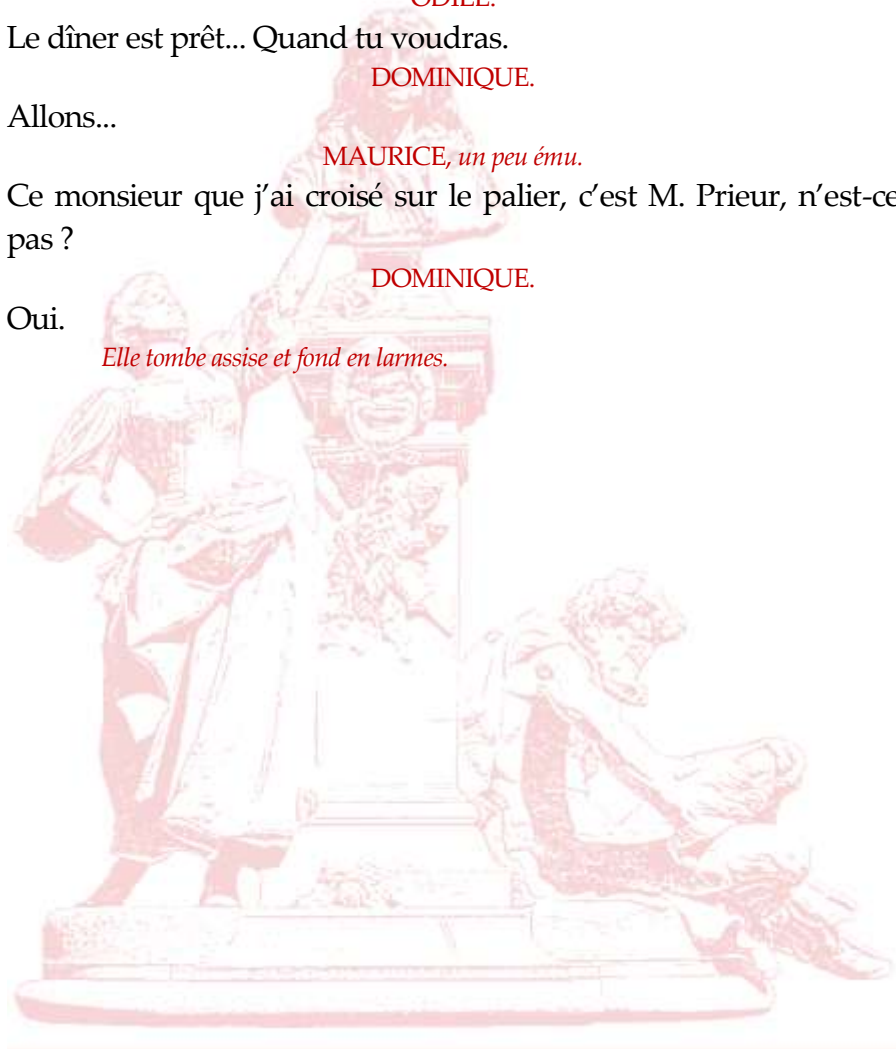 ODILE.
Le dîner est prêt... Quand tu voudras.
DOMINIQUE.
Allons...
MAURICE, un peu ému.
Ce monsieur que j’ai croisé sur le palier, c’est M. Prieur, n’est-ce
pas ?
DOMINIQUE.
Oui.
Elle tombe assise et fond en larmes.